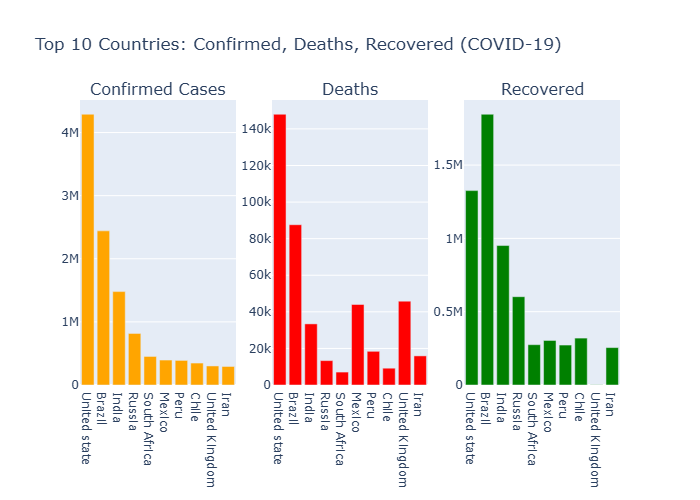 Top 10 Countries: Confirmed, Deaths, Recovered (COVID-19)
Confirmed Cases
4M
3M
2M
1M
0
United state
Brazil
India
Russia
South Africa
Mexico
Peru
Chile
United Kingdom
Iran
Deaths
140k
120k
100k
80k
60k
40k
20k
0
United state
Brazil
India
Russia
South Africa
Mexico
Peru
Chile
United Kingdom
Iran
Recovered
1.5M
1M
0.5M
0
United state
Brazil
India
Russia
South Africa
Mexico
Peru
Chile
United Kingdom
Iran